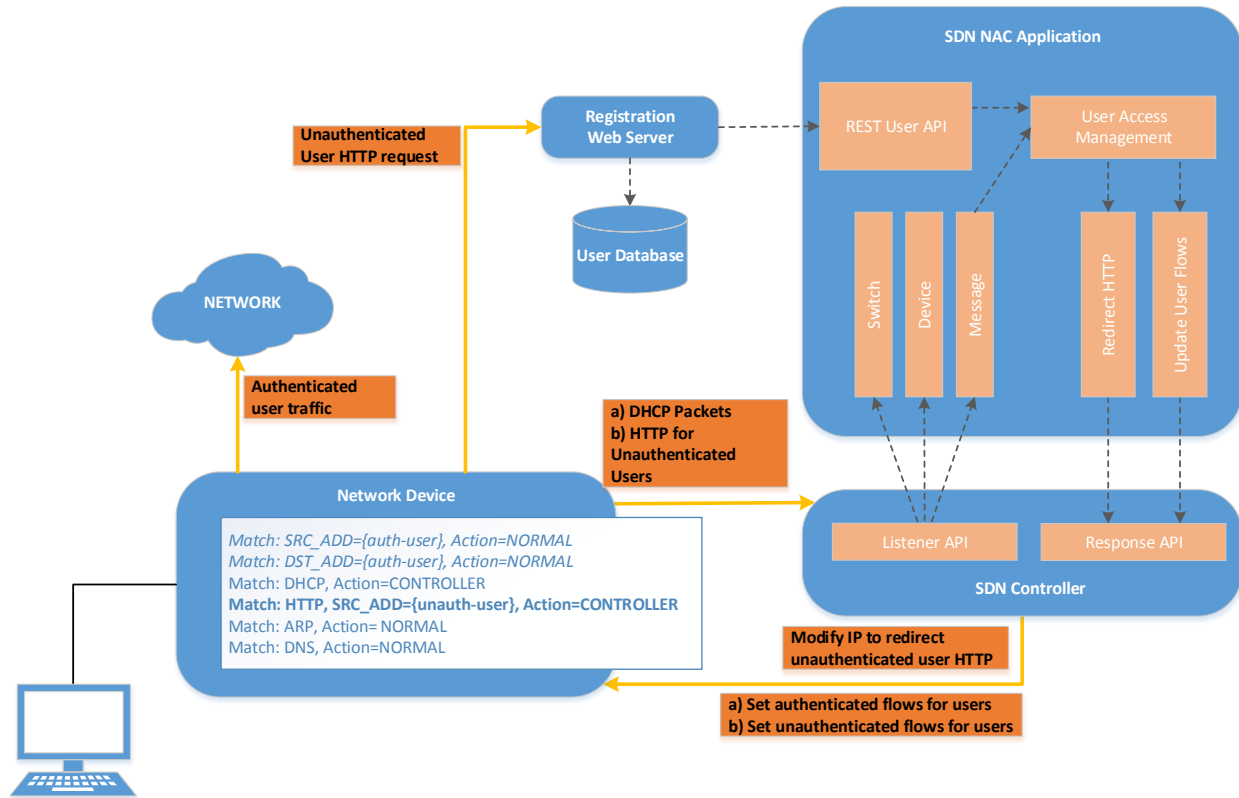 SDN NAC Application
REST User API
User Access
Management
Registration
Web Server
Unauthenticated
User HTTP request
User Database
Switch
Device
Message
Redirect HTTP
Update User Flows
NETWORK
Authenticated
user traffic
a) DHCP Packets
b) HTTP for
Unauthenticated
Users
Network Device
Match: SRC_ADD={auth-user}, Action=NORMAL
Match: DST_ADD={auth-user}, Action=NORMAL
Match: DHCP, Action=CONTROLLER
Match: HTTP, SRC_ADD={unauth-user}, Action=CONTROLLER
Match: ARP, Action= NORMAL
Match: DNS, Action=NORMAL
Listener API
Response API
SDN Controller
Modify IP to redirect
unauthenticated user HTTP
a) Set authenticated flows for users
b) Set unauthenticated flows for users